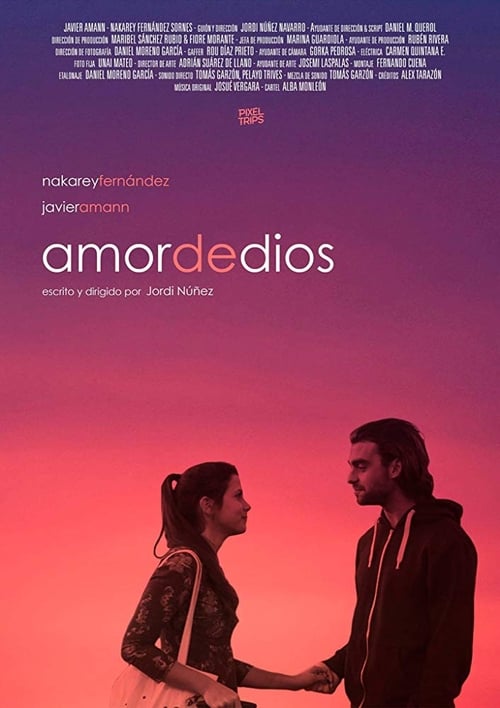 JAVIER AMANN - NAKAREY FERNÁNDEZ SORNES - GUIÓN Y DIRECCIÓN JORDI NÚÑEZ NAVARRO - AYUDANTE DE DIRECCIÓN & SCRIPT DANIEL M. QUEROL
DIRECCIÓN DE PRODUCCIÓN MARIBEL SÁNCHEZ RUBIO & FIORE MORANTE - JEFA DE PRODUCCIÓN MARINA GUARDIOLA - AYUDANTE DE PRODUCCIÓN RUBÉN RIVERA
DIRECCIÓN DE FOTOGRAFÍA DANIEL MORENO GARCÍA - GAFFER ROU DÍAZ PRIETO - AYUDANTE DE CÁMARA GORKA PEDROSA - ELÉCTRICA CARMEN QUINTANA E.
FOTO FIJA UNAI MATEO - DIRECTOR DE ARTE ADRIÁN SUÁREZ DE LLANO - AYUDANTE DE ARTE JOSEMI LASPALAS - MONTAJE FERNANDO CUENA
ETALONAJE DANIEL MORENO GARCÍA - SONIDO DIRECTO TOMÁS GARZÓN, PELAYO TRIVES - MEZCLA DE SONIDO TOMÁS GARZÓN - CRÉDITOS ALEX TARAZÓN
MÚSICA ORIGINAL JOSUÉ VERGARA - CARTEL ALBA MONLEÓN
PIXEL
TRIPS
nakareyfernández
javieramann
amordedios
escrito y dirigido por Jordi Núñez